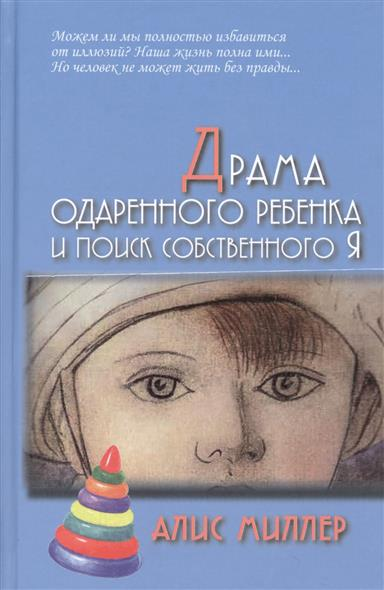 Можем ли мы полностью избавиться
от иллюзий? Наша жизнь полна ими...
Но человек не может жить без правды...
Драма
одаренного ребенка
и поиск собственного Я
Алис Миллер